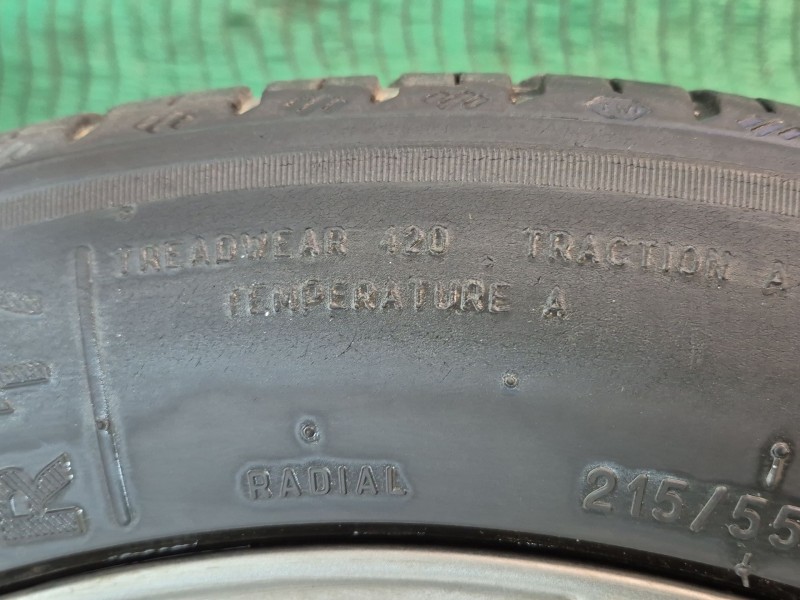 TREADWEAR 420 TRACTION A
TEMPERATURE A
RADIAL
215/55